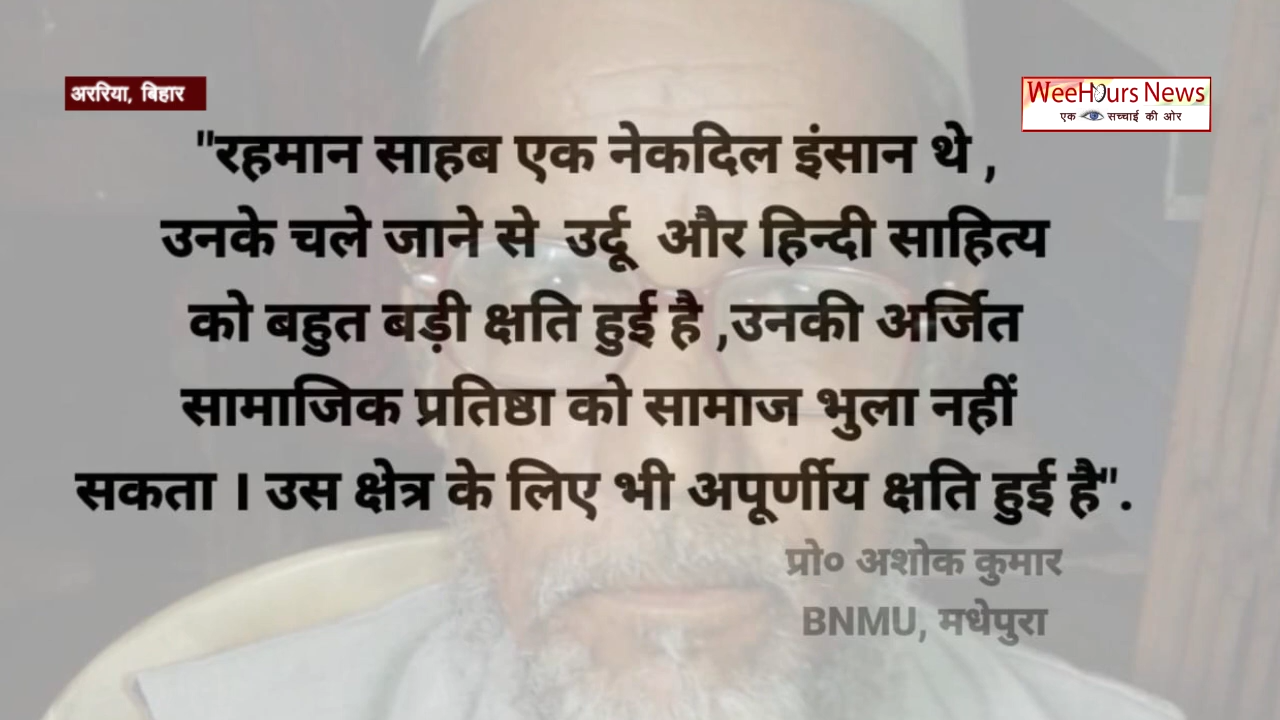 अररिया, बिहार
WeeHours News
एक सच्चाई की ओर
"रहमान साहब एक नेकदिल इंसान थे ,
उनके चले जाने से उर्दू और हिन्दी साहित्य
को बहुत बड़ी क्षति हुई है ,उनकी अर्जित
सामाजिक प्रतिष्ठा को सामाज भुला नहीं
सकता । उस क्षेत्र के लिए भी अपूर्णीय क्षति हुई है".
प्रो० अशोक कुमार
BNMU, मधेपुरा